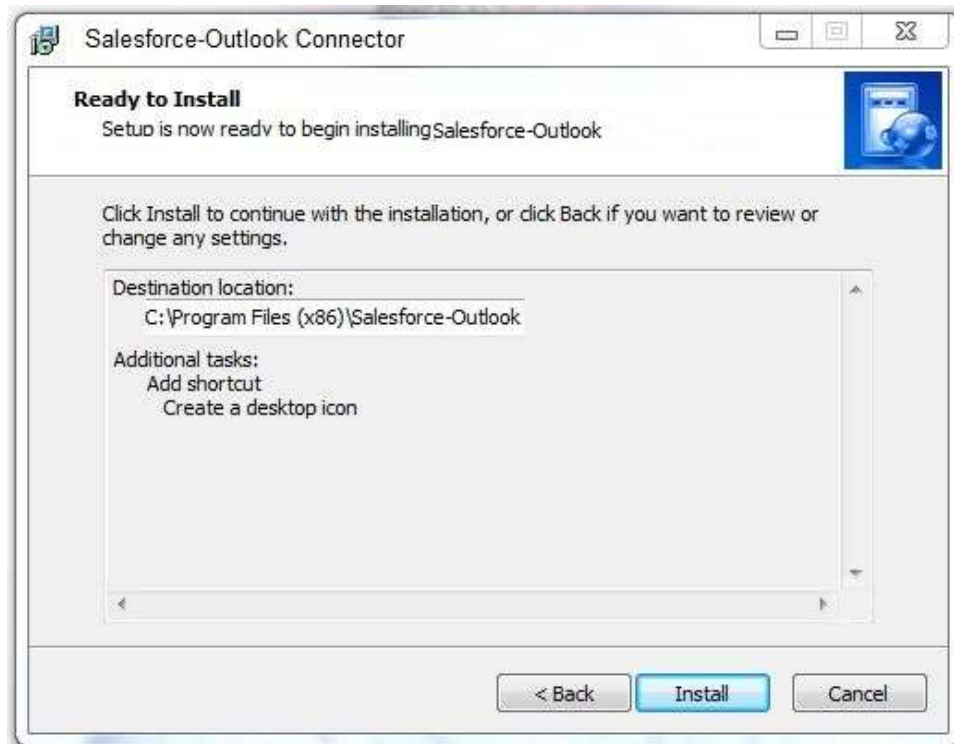 Salesforce-Outlook Connector
Ready to Install
Setup is now ready to begin installing Salesforce-Outlook
Click Install to continue with the installation, or click Back if you want to review or
change any settings.
Destination location:
C:\Program Files (x86)\Salesforce-Outlook
Additional tasks:
Add shortcut
Create a desktop icon
< Back
Install
Cancel